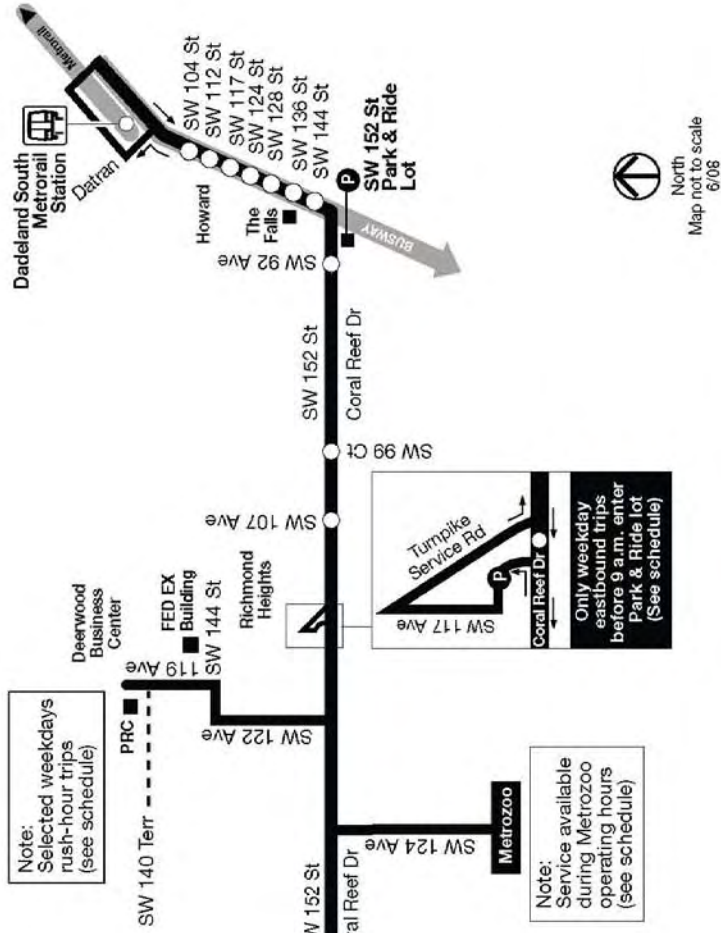 Metrorail
Dadeland South
Metrorail
Station
Datran
SW 104 St
SW 112 St
SW 117 St
SW 124 St
SW 128 St
SW 136 St
SW 144 St
Howard
The
Falls
P
SW 152 St
Park & Ride
Lot
BUSWAY
SW 92 Ave
SW 152 St
Coral Reef Dr
SW 99 Ct
SW 107 Ave
North
Map not to scale
6/08
Deerwood
Business
Center
FED EX
Building
SW 144 St
119 Ave
Richmond
Heights
PRC
SW 122 Ave
Note:
Selected weekdays
rush-hour trips
(see schedule)
SW 140 Terr
Turnpike
Service Rd
P
SW 117 Ave
Coral Reef Dr
Only weekday
eastbound trips
before 9 a.m. enter
Park & Ride lot
(See schedule)
SW 124 Ave
Metrozoo
Note:
Service available
during Metrozoo
operating hours
(see schedule)
W 152 St
ral Reef Dr